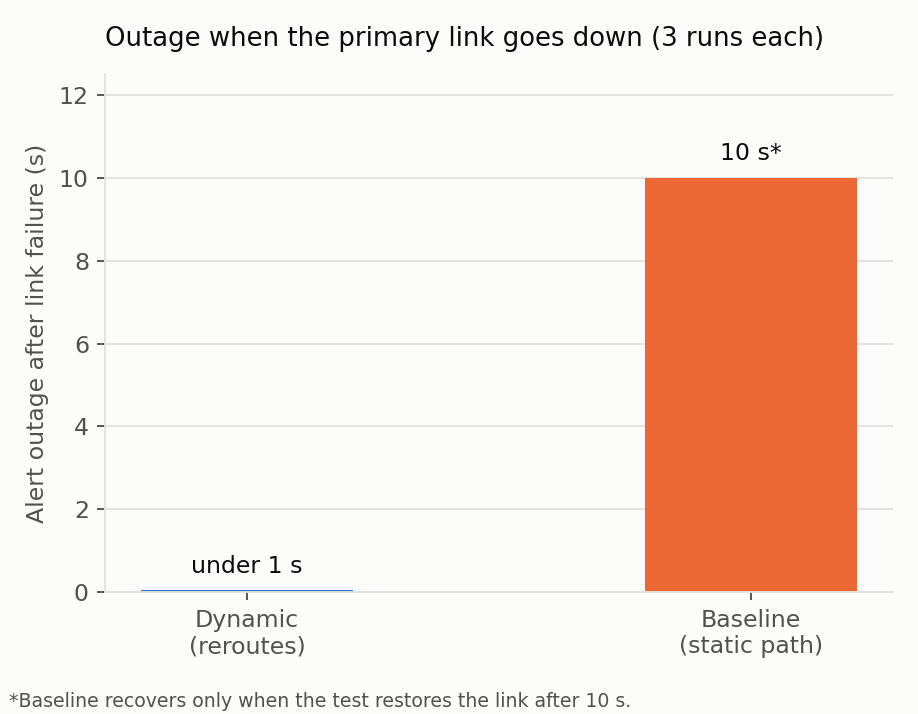 Outage when the primary link goes down (3 runs each)
Alert outage after link failure (s)
12
10
8
6
4
2
0
under 1 s
10 s*
Dynamic
(reroutes)
Baseline
(static path)
*Baseline recovers only when the test restores the link after 10 s.